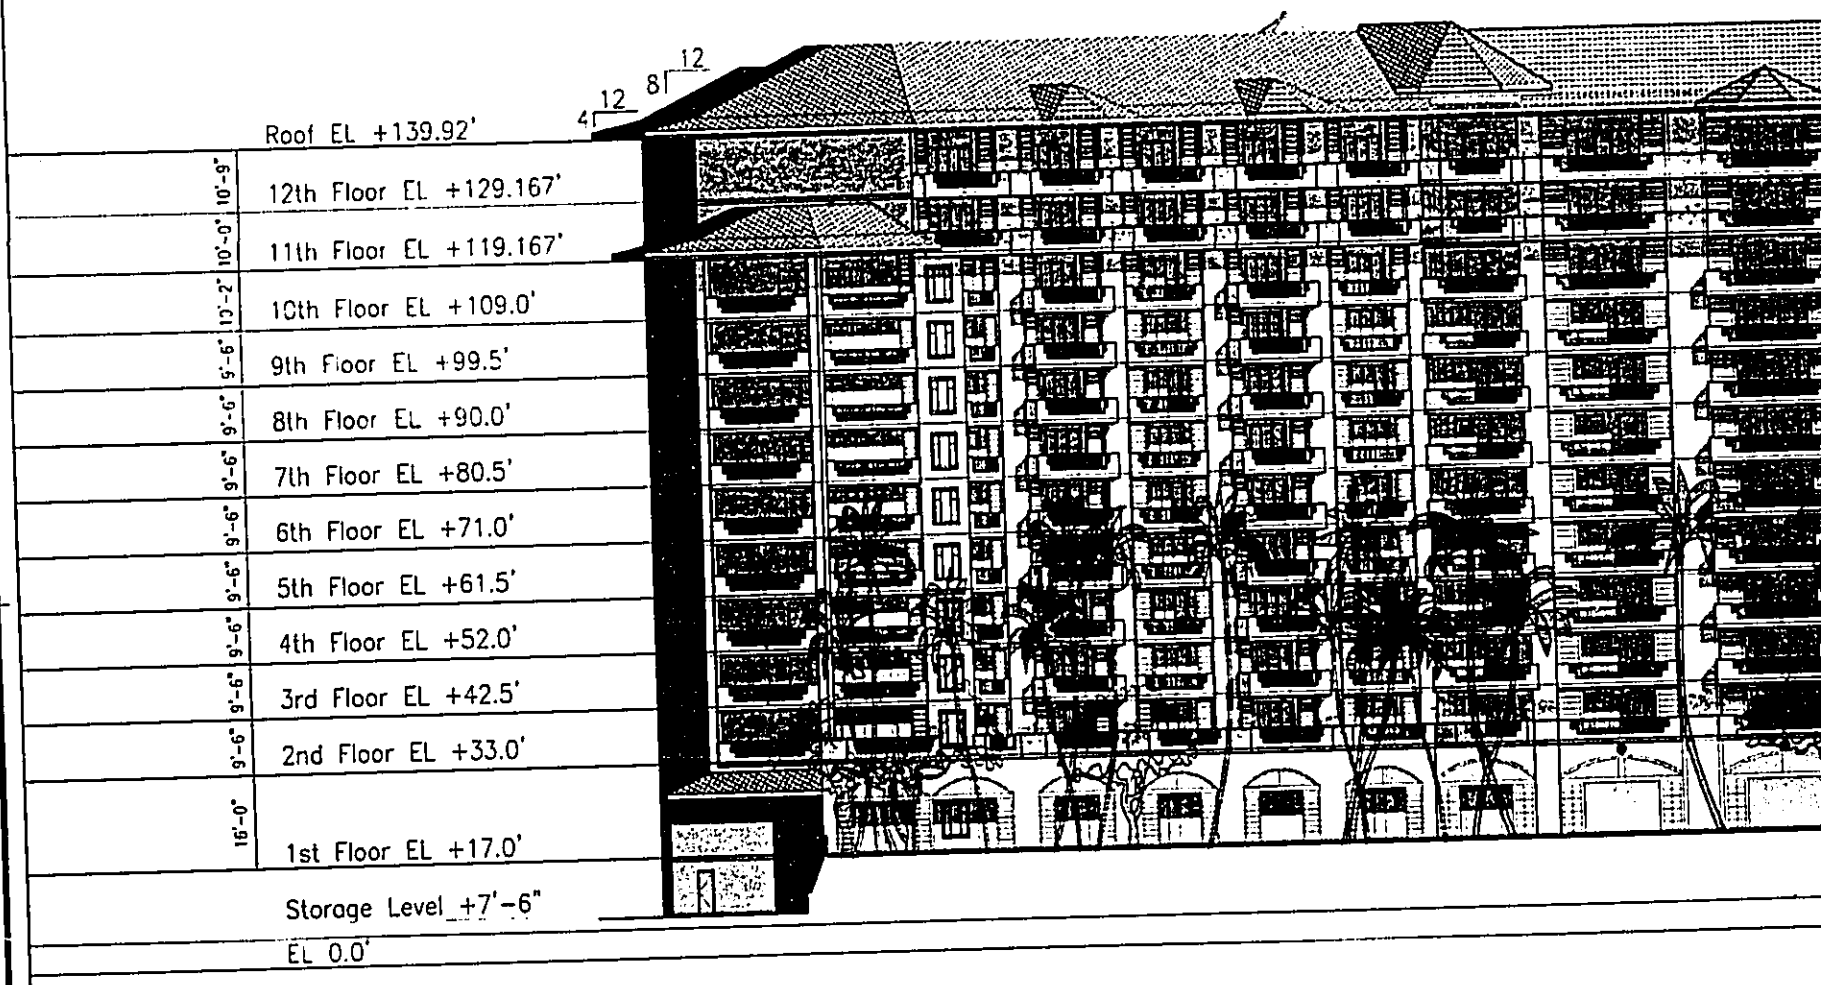 12
8
12
4
Roof EL +139.92'
10'-9"
12th Floor EL +129.167'
10'-0"
11th Floor EL +119.167'
10'-2"
10th Floor EL +109.0'
9'-6"
9th Floor EL +99.5'
9'-6"
8th Floor EL +90.0'
9'-6"
7th Floor EL +80.5'
9'-6"
6th Floor EL +71.0'
9'-6"
5th Floor EL +61.5'
9'-6"
4th Floor EL +52.0'
9'-6"
3rd Floor EL +42.5'
9'-6"
2nd Floor EL +33.0'
16'-0"
1st Floor EL +17.0'
Storage Level +7'-6"
EL 0.0'